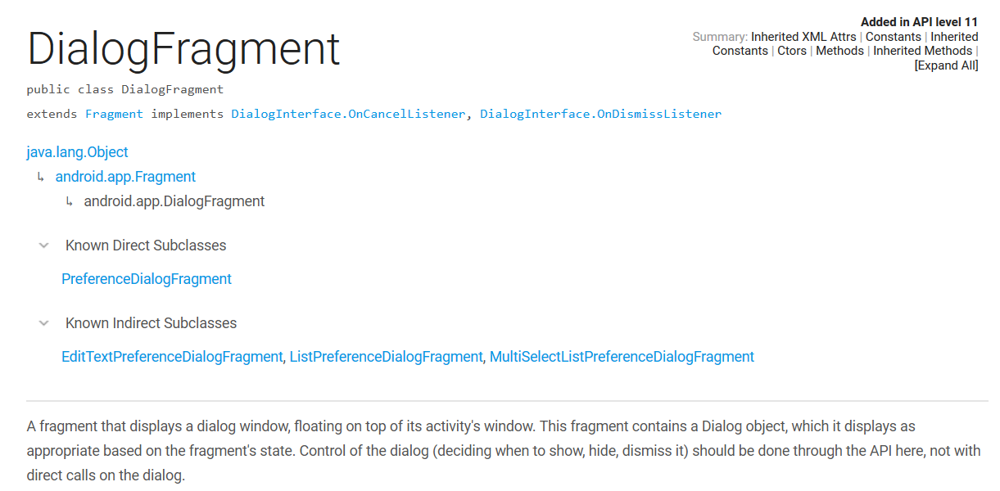 DialogFragment
Added in API level 11
Summary: Inherited XML Attrs | Constants | Inherited
Constants | Ctors | Methods | Inherited Methods |
[Expand All]
public class DialogFragment
extends Fragment implements DialogInterface.OnCancelListener, DialogInterface.OnDismissListener
java.lang.Object
↳ android.app.Fragment
↳ android.app.DialogFragment
Known Direct Subclasses
PreferenceDialogFragment
Known Indirect Subclasses
EditTextPreferenceDialogFragment, ListPreferenceDialogFragment, MultiSelectListPreferenceDialogFragment
A fragment that displays a dialog window, floating on top of its activity's window. This fragment contains a Dialog object, which it displays as
appropriate based on the fragment's state. Control of the dialog (deciding when to show, hide, dismiss it) should be done through the API here, not with
direct calls on the dialog.